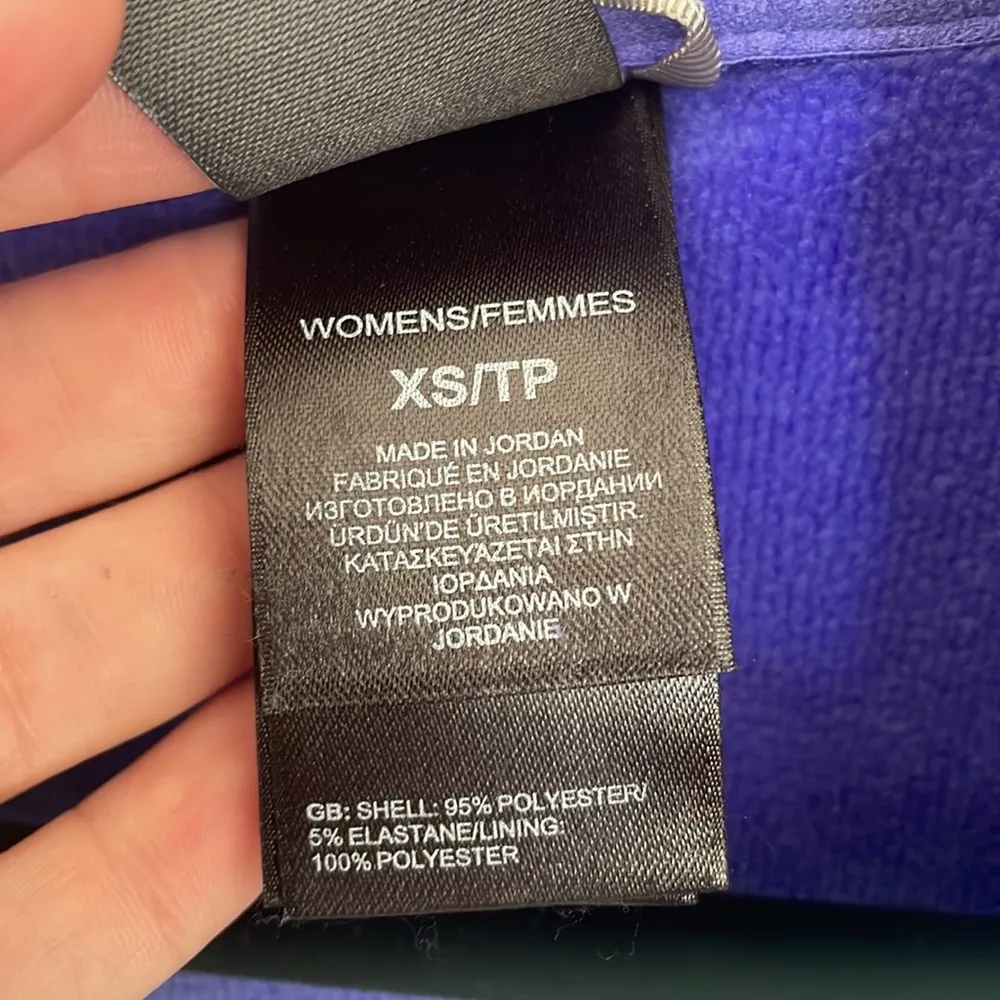 WOMENS/FEMMES
XS/TP
MADE IN JORDAN
FABRIQUÉ EN JORDANIE
ИЗГОТОВЛЕНО В ИОРДАНИИ
ÜRDÜN'DE ÜRETILMIŞTIR
ΚΑΤΑΣΚΕΥΑΖΕΤΑΙ ΣΤΗΝ
ΙΟΡΔΑΝΙΑ
WYPRODUKOWANO W
JORDANIE
GB: SHELL: 95% POLYESTER/
5% ELASTANE/LINING:
100% POLYESTER